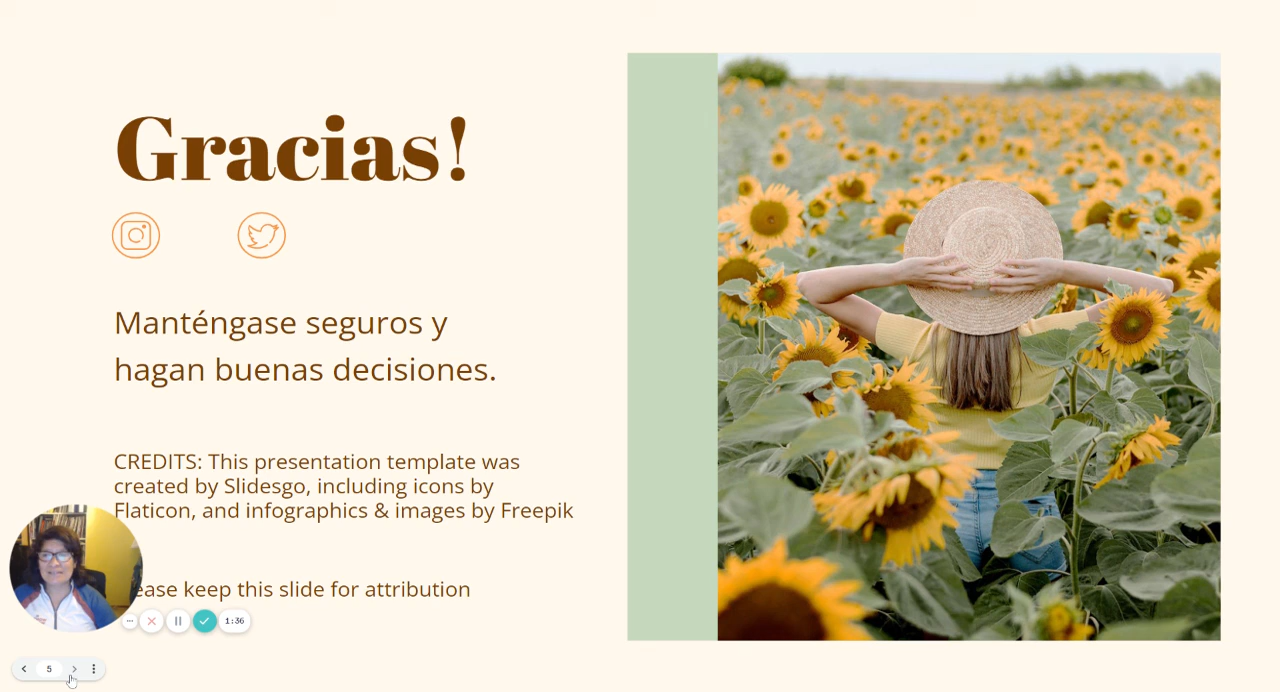 Gracias!
Manténgase seguros y
hagan buenas decisiones.
CREDITS: This presentation template was
created by Slidesgo, including icons by
Flaticon, and infographics & images by Freepik
ease keep this slide for attribution
1:36
5